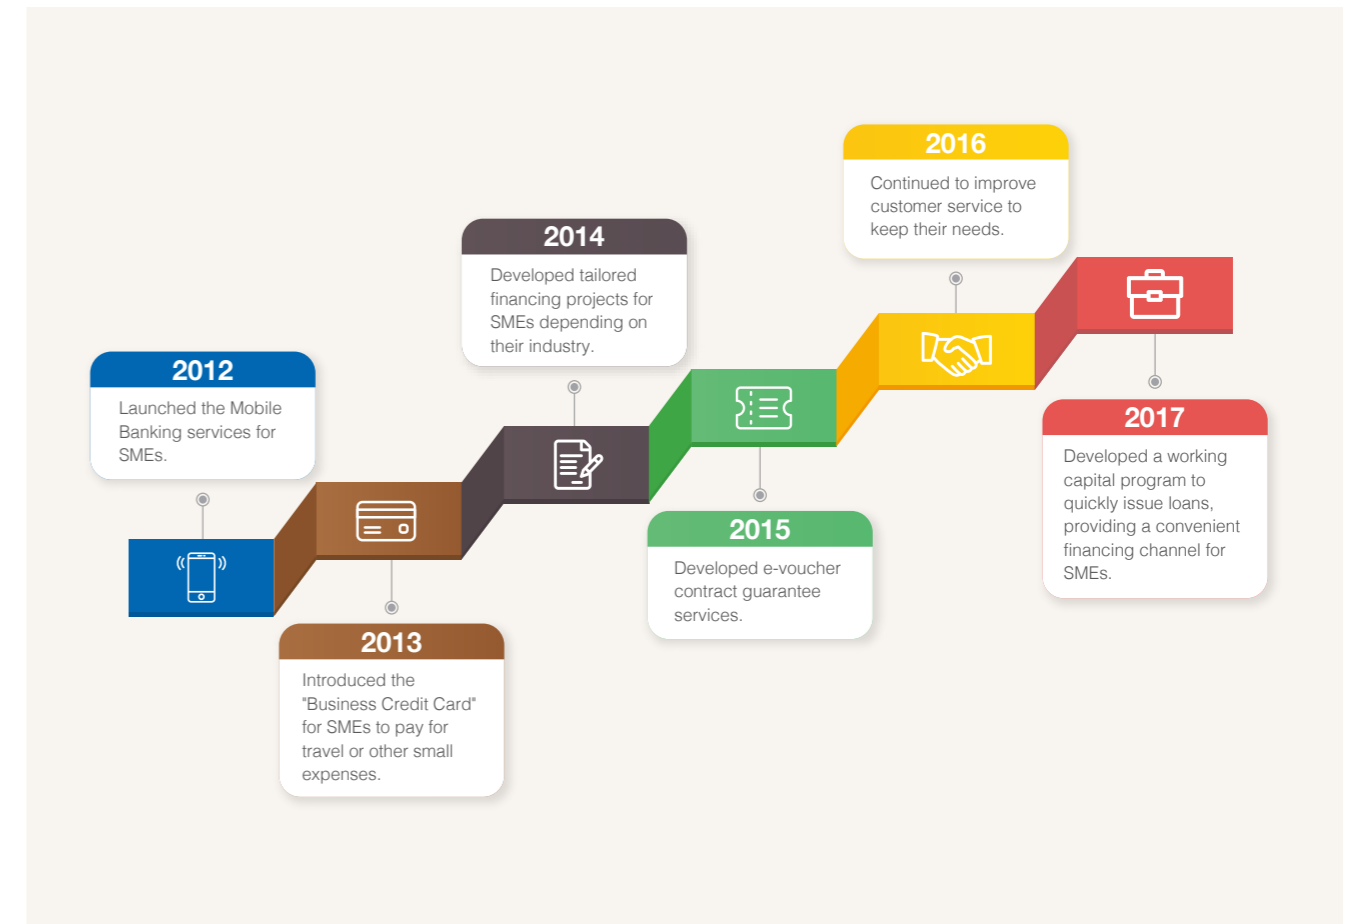 2012
Launched the Mobile
Banking services for
SMEs.
2013
Introduced the
"Business Credit Card"
for SMEs to pay for
travel or other small
expenses.
2014
Developed tailored
financing projects for
SMEs depending on
their industry.
2015
Developed e-voucher
contract guarantee
services.
2016
Continued to improve
customer service to
keep their needs.
2017
Developed a working
capital program to
quickly issue loans,
providing a convenient
financing channel for
SMEs.